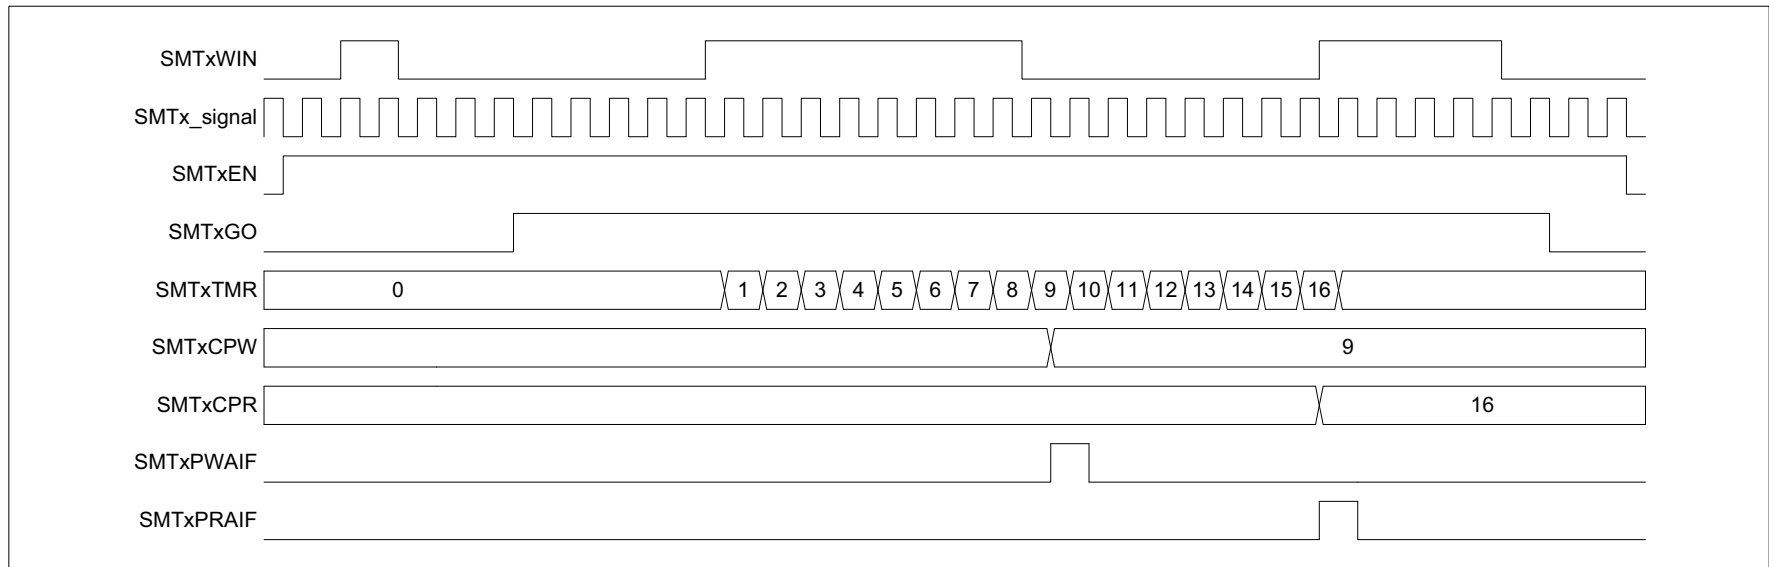 SMTxWIN
SMTx_signal
SMTxEN
SMTxGO
SMTxTMR 0 1 2 3 4 5 6 7 8 9 10 11 12 13 14 15 16
SMTxCPW 9
SMTxCPR 16
SMTxPWAIF
SMTxPRAIF